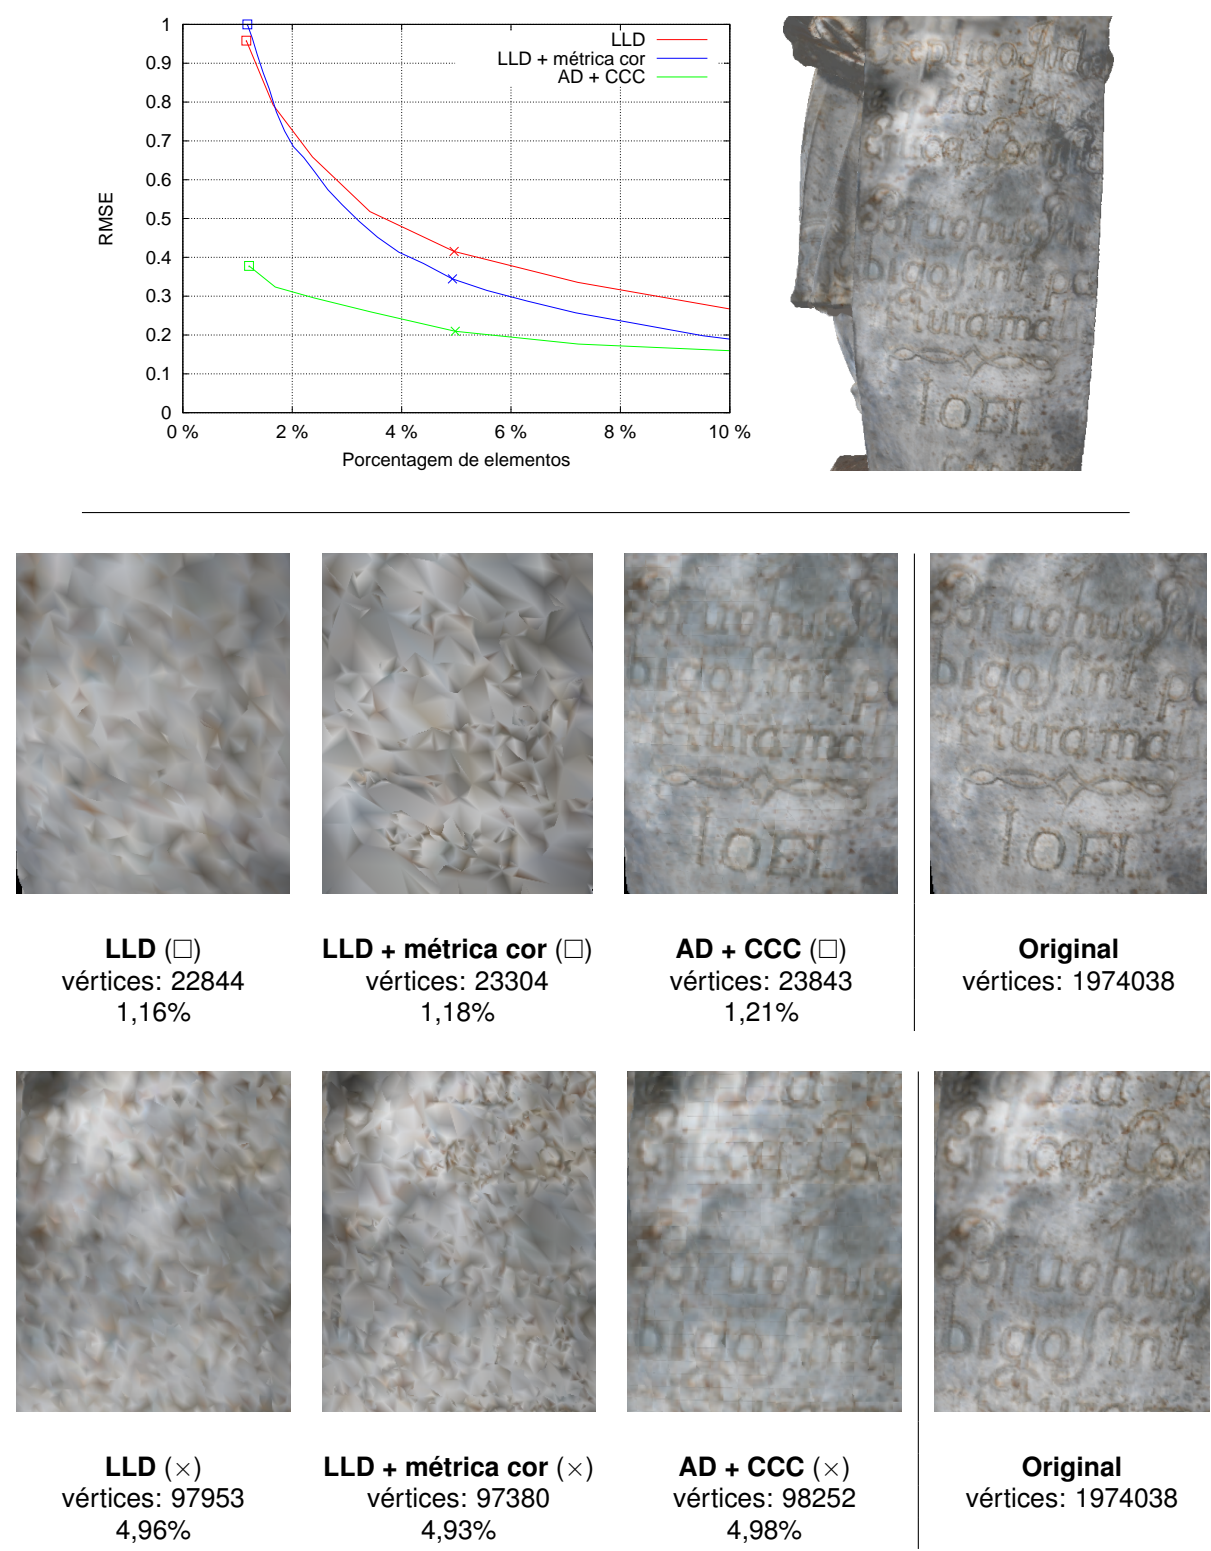 1
0.9
0.8
0.7
0.6
0.5
0.4
0.3
0.2
0.1
0
RMSE
LLD
LLD + métrica cor
AD + CCC
0 % 2 % 4 % 6 % 8 % 10 %
Porcentagem de elementos
bigo
IOEL
IOEL
IOEL
LLD (□) LLD + métrica cor (□) AD + CCC (□) Original
vértices: 22844 vértices: 23304 vértices: 23843 vértices: 1974038
1,16% 1,18% 1,21%
LLD (×) LLD + métrica cor (×) AD + CCC (×) Original
vértices: 97953 vértices: 97380 vértices: 98252 vértices: 1974038
4,96% 4,93% 4,98%